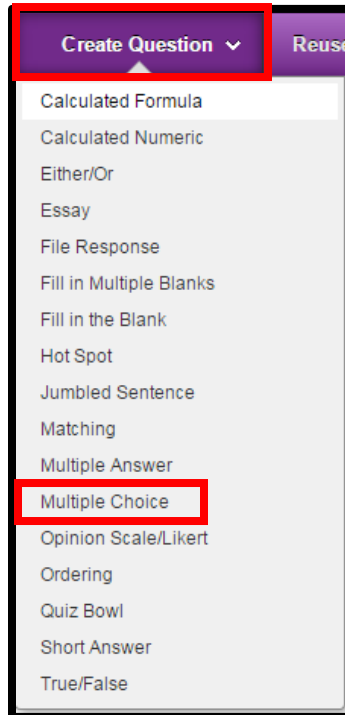 Create Question Reuse
Calculated Formula
Calculated Numeric
Either/Or
Essay
File Response
Fill in Multiple Blanks
Fill in the Blank
Hot Spot
Jumbled Sentence
Matching
Multiple Answer
Multiple Choice
Opinion Scale/Likert
Ordering
Quiz Bowl
Short Answer
True/False